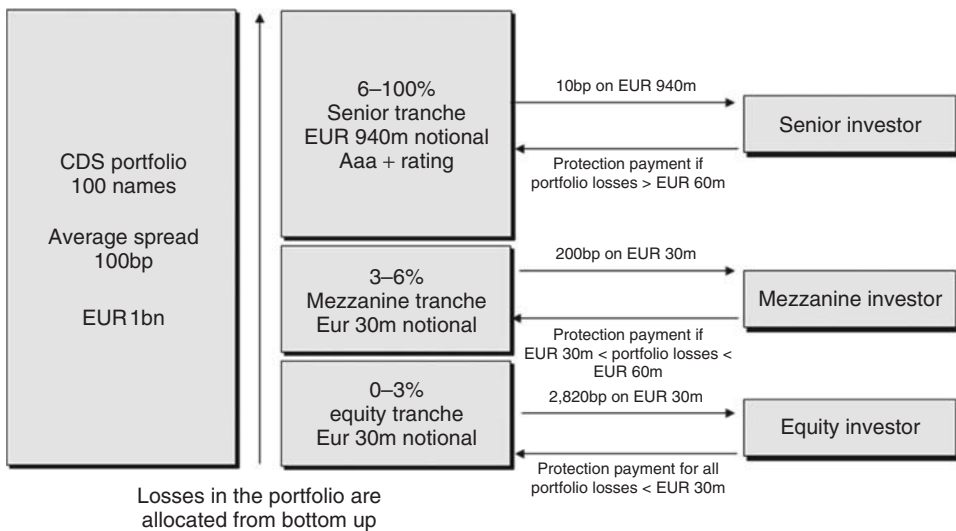 CDS portfolio
100 names
Average spread
100bp
EUR 1bn
6–100%
Senior tranche
EUR 940m notional
Aaa + rating
10bp on EUR 940m
Protection payment if
portfolio losses > EUR 60m
Senior investor
3–6%
Mezzanine tranche
Eur 30m notional
200bp on EUR 30m
Protection payment if
EUR 30m < portfolio losses <
EUR 60m
Mezzanine investor
0–3%
equity tranche
Eur 30m notional
2,820bp on EUR 30m
Protection payment for all
portfolio losses < EUR 30m
Equity investor
Losses in the portfolio are
allocated from bottom up